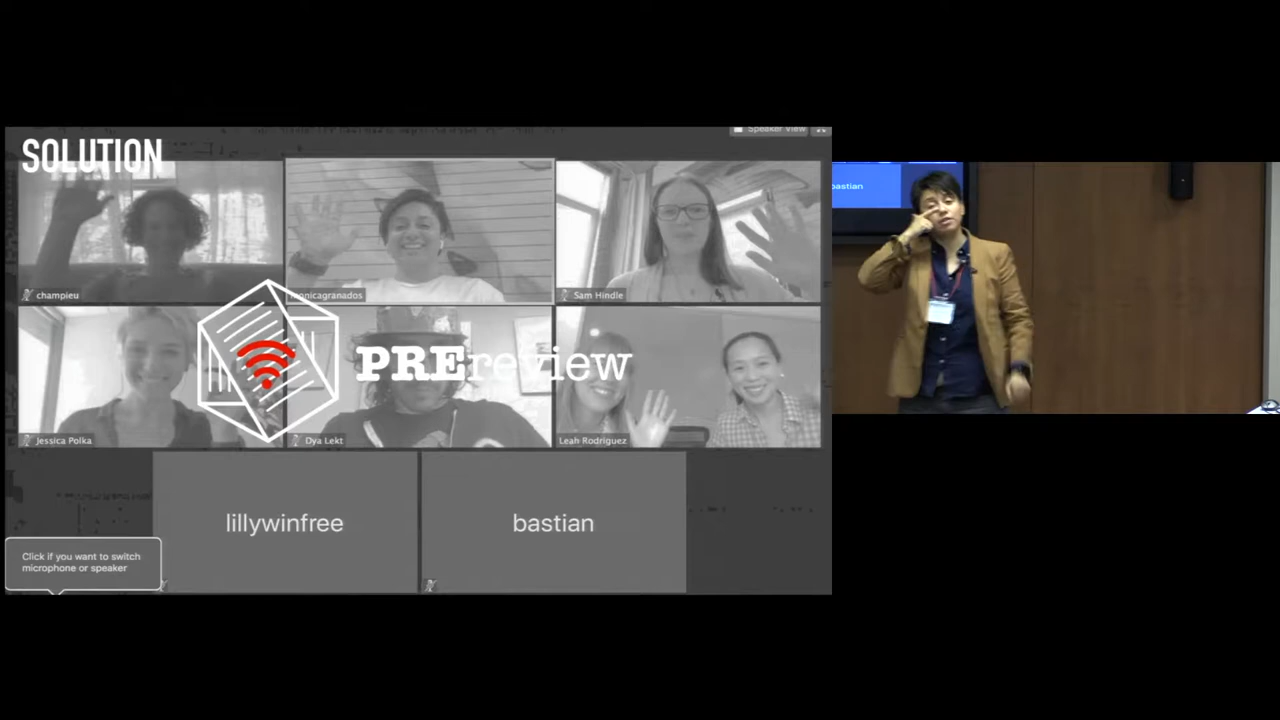 SOLUTION
Speaker View
champieu
monicagranados
Sam Hindle
PREreview
Jessica Polka
Dya Lekt
Leah Rodriguez
lillywinfree
bastian
Click if you want to switch
microphone or speaker
bastian